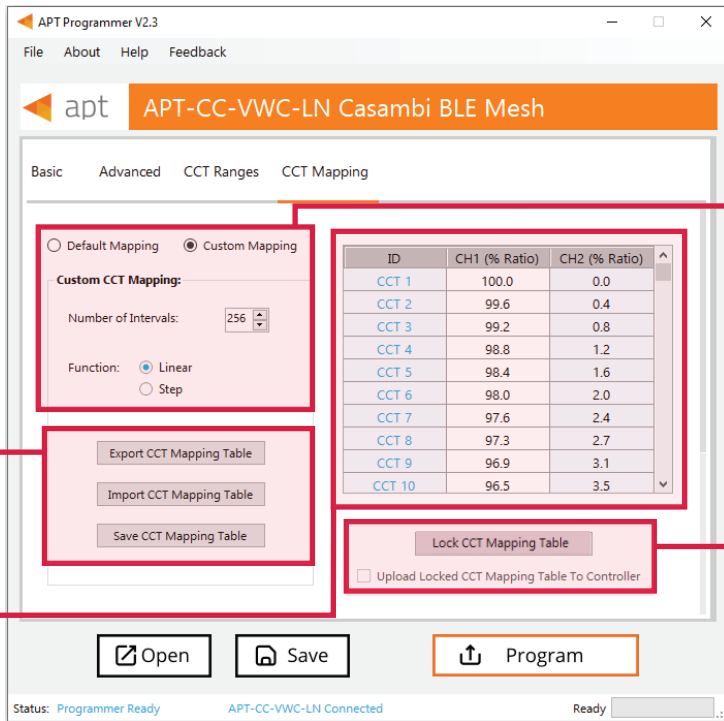 APT Programmer V2.3
File About Help Feedback
apt APT-CC-VWC-LN Casambi BLE Mesh
Basic Advanced CCT Ranges CCT Mapping
Default Mapping Custom Mapping
Custom CCT Mapping:
Number of Intervals: 256
Function: Linear
Step
Export CCT Mapping Table
Import CCT Mapping Table
Save CCT Mapping Table
ID CH1 (% Ratio) CH2 (% Ratio)
CCT 1 100.0 0.0
CCT 2 99.6 0.4
CCT 3 99.2 0.8
CCT 4 98.8 1.2
CCT 5 98.4 1.6
CCT 6 98.0 2.0
CCT 7 97.6 2.4
CCT 8 97.3 2.7
CCT 9 96.9 3.1
CCT 10 96.5 3.5
Lock CCT Mapping Table
Upload Locked CCT Mapping Table To Controller
Open Save Program
Status: Programmer Ready APT-CC-VWC-LN Connected Ready